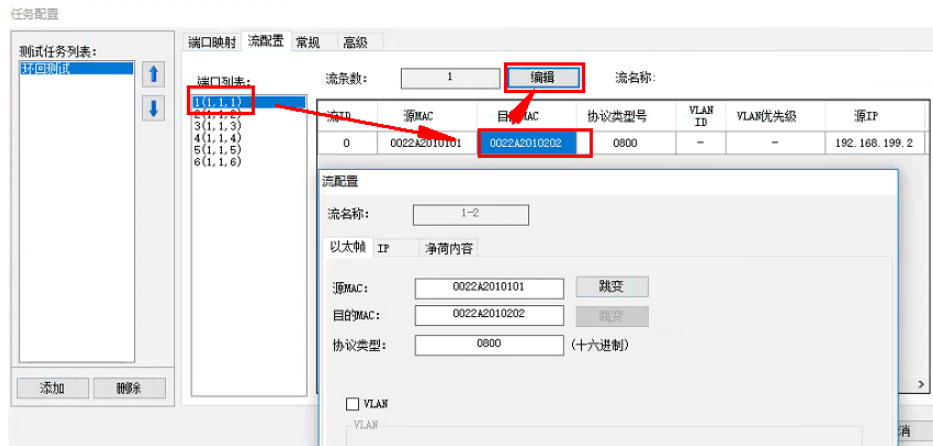 任务配置
测试任务列表:
环回测试
添加
删除
端口映射 流配置 常规 高级
端口列表:
1(1,1,1)
2(1,1,2)
3(1,1,3)
4(1,1,4)
5(1,1,5)
6(1,1,6)
流条数: 1 编辑 流名称:
流ID 源MAC 目的MAC 协议类型号 VLAN ID VLAN优先级 源IP
0 0022A2010101 0022A2010202 0800 - - 192.168.199.2
流配置
流名称: 1-2
以太帧 IP 净荷内容
源MAC: 0022A2010101 跳变
目的MAC: 0022A2010202 跳变
协议类型: 0800 (十六进制)
VLAN
VLAN
消